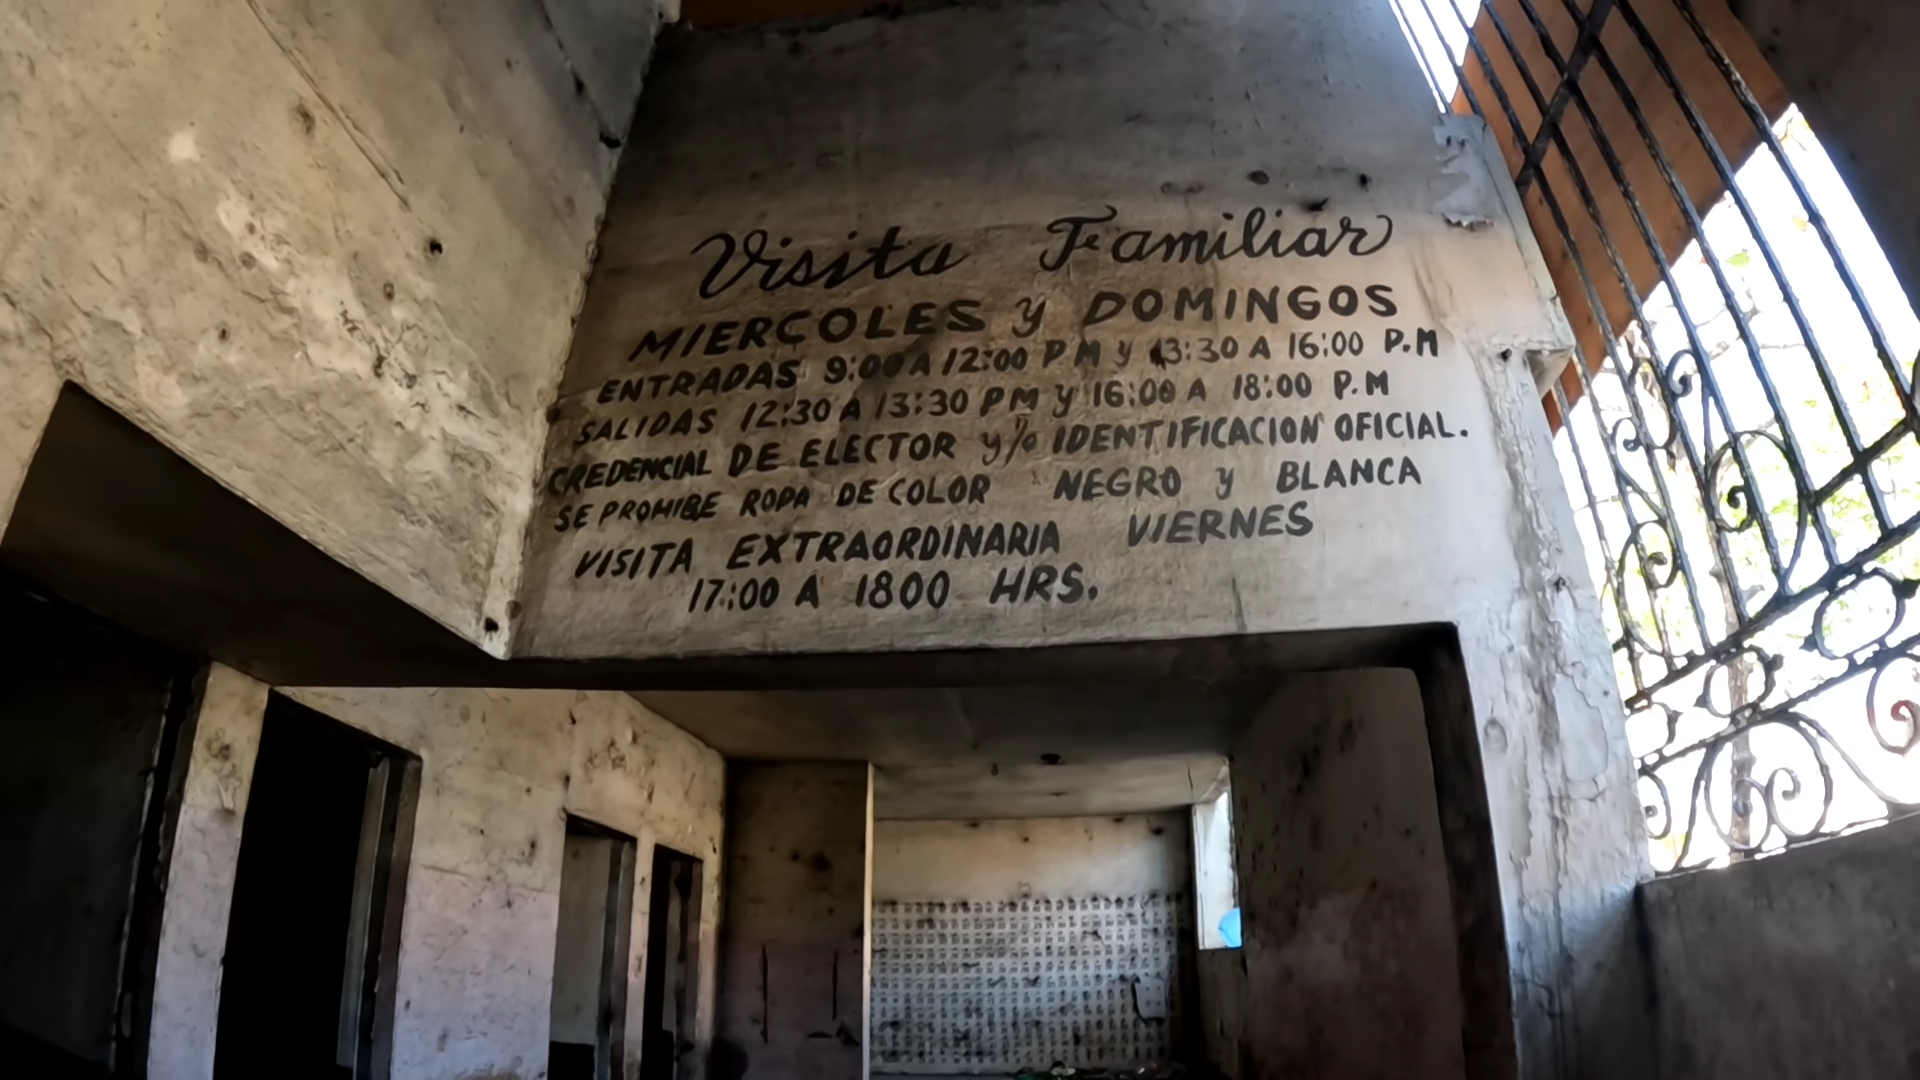 Visita Familiar
MIERCOLES y DOMINGOS
ENTRADAS 9:00 A 12:00 P M y 13:30 A 16:00 P.M
SALIDAS 12:30 A 13:30 PM y 16:00 A 18:00 P.M
CREDENCIAL DE ELECTOR y/o IDENTIFICACION OFICIAL.
SE PROHIBE ROPA DE COLOR NEGRO y BLANCA
VISITA EXTRAORDINARIA VIERNES
17:00 A 1800 HRS.